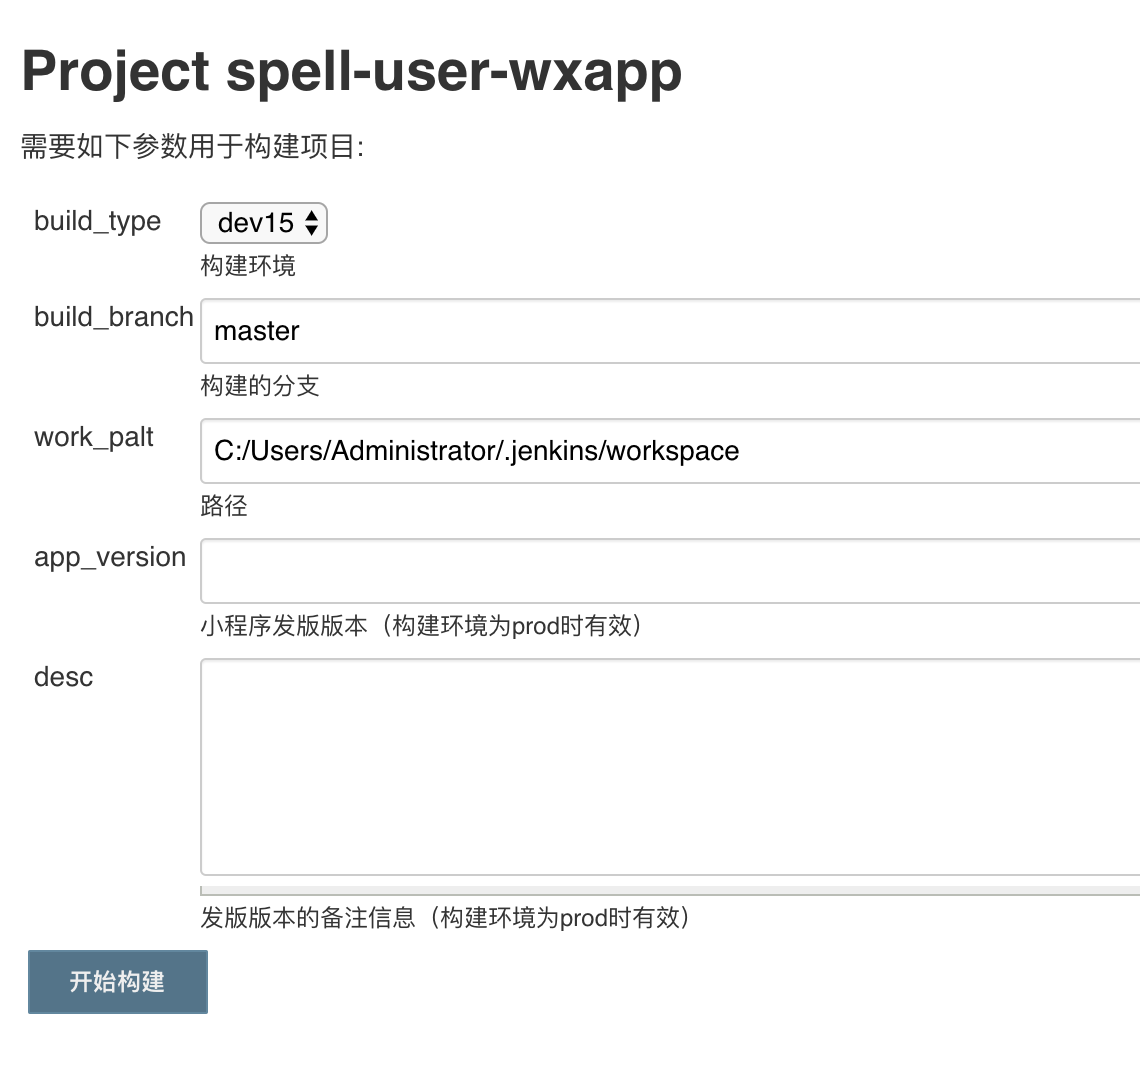 Project spell-user-wxapp
需要如下参数用于构建项目:
build_type
dev15
构建环境
build_branch
master
构建的分支
work_palt
C:/Users/Administrator/.jenkins/workspace
路径
app_version
小程序发版版本（构建环境为prod时有效）
desc
发版版本的备注信息（构建环境为prod时有效）
开始构建